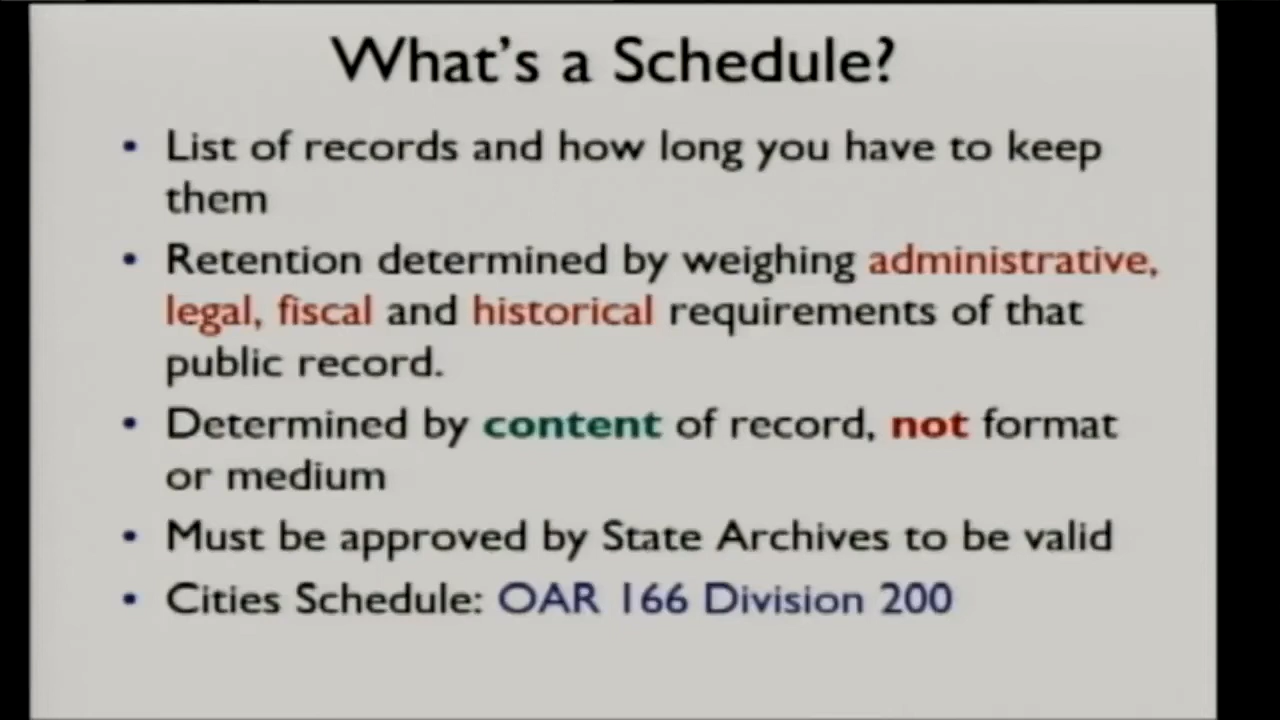 What's a Schedule?
• List of records and how long you have to keep
them
• Retention determined by weighing administrative,
legal, fiscal and historical requirements of that
public record.
• Determined by content of record, not format
or medium
• Must be approved by State Archives to be valid
• Cities Schedule: OAR 166 Division 200